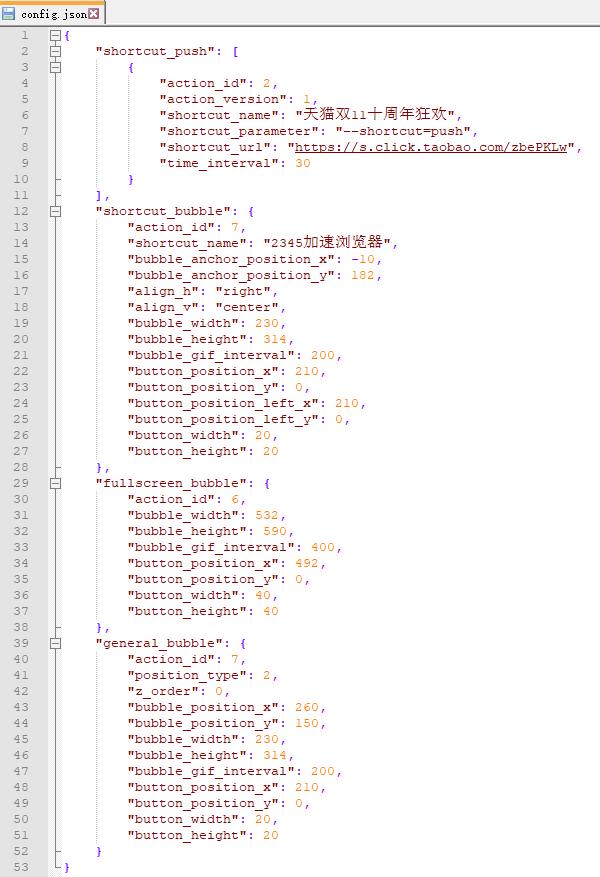 config.json
1 {
2 "shortcut_push": [
3 {
4 "action_id": 2,
5 "action_version": 1,
6 "shortcut_name": "天猫双11十周年狂欢",
7 "shortcut_parameter": "--shortcut=push",
8 "shortcut_url": "https://s.click.taobao.com/zbePKLw",
9 "time_interval": 30
10 }
11 ],
12 "shortcut_bubble": {
13 "action_id": 7,
14 "shortcut_name": "2345加速浏览器",
15 "bubble_anchor_position_x": -10,
16 "bubble_anchor_position_y": 182,
17 "align_h": "right",
18 "align_v": "center",
19 "bubble_width": 230,
20 "bubble_height": 314,
21 "bubble_gif_interval": 200,
22 "button_position_x": 210,
23 "button_position_y": 0,
24 "button_position_left_x": 210,
25 "button_position_left_y": 0,
26 "button_width": 20,
27 "button_height": 20
28 },
29 "fullscreen_bubble": {
30 "action_id": 6,
31 "bubble_width": 532,
32 "bubble_height": 590,
33 "bubble_gif_interval": 400,
34 "button_position_x": 492,
35 "button_position_y": 0,
36 "button_width": 40,
37 "button_height": 40
38 },
39 "general_bubble": {
40 "action_id": 7,
41 "position_type": 2,
42 "z_order": 0,
43 "bubble_position_x": 260,
44 "bubble_position_y": 150,
45 "bubble_width": 230,
46 "bubble_height": 314,
47 "bubble_gif_interval": 200,
48 "button_position_x": 210,
49 "button_position_y": 0,
50 "button_width": 20,
51 "button_height": 20
52 }
53 }